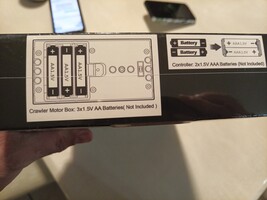 AA1.5V
AA1.5V
AA1.5V
Crawler Motor Box: 3x1.5V AA Batteries( Not Included )
Battery
Battery
Controller: 2x1.5V AAA Batteries(Not Included)